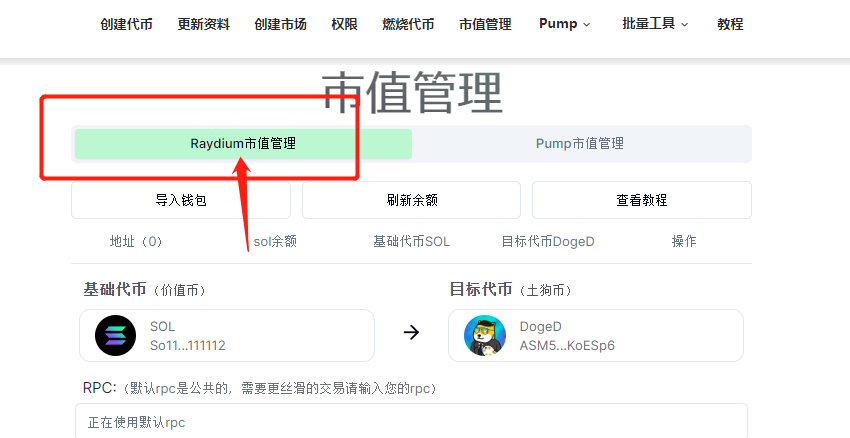 创建代币 更新资料 创建市场 权限 燃烧代币 市值管理 Pump 批量工具 教程
市值管理
Raydium市值管理 Pump市值管理
导入钱包 刷新余额 查看教程
地址（0） sol余额 基础代币SOL 目标代币DogeD 操作
基础代币（价值币） 目标代币（土狗币）
SOL DogeD
So11...111112 ASM5...KoESp6
RPC:（默认rpc是公共的，需要更丝滑的交易请输入您的rpc）
正在使用默认rpc